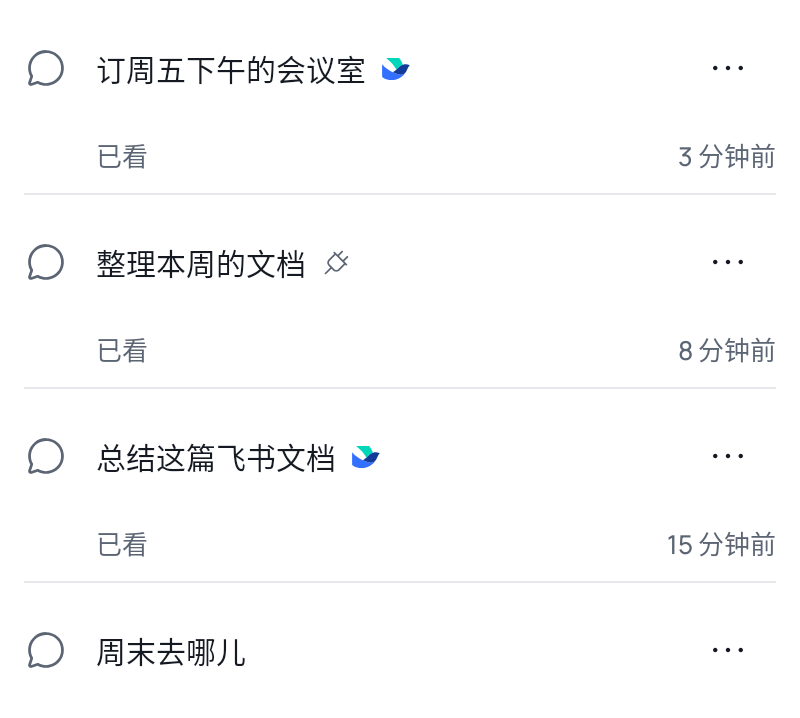 订周五下午的会议室
已看 3 分钟前
整理本周的文档
已看 8 分钟前
总结这篇飞书文档
已看 15 分钟前
周末去哪儿